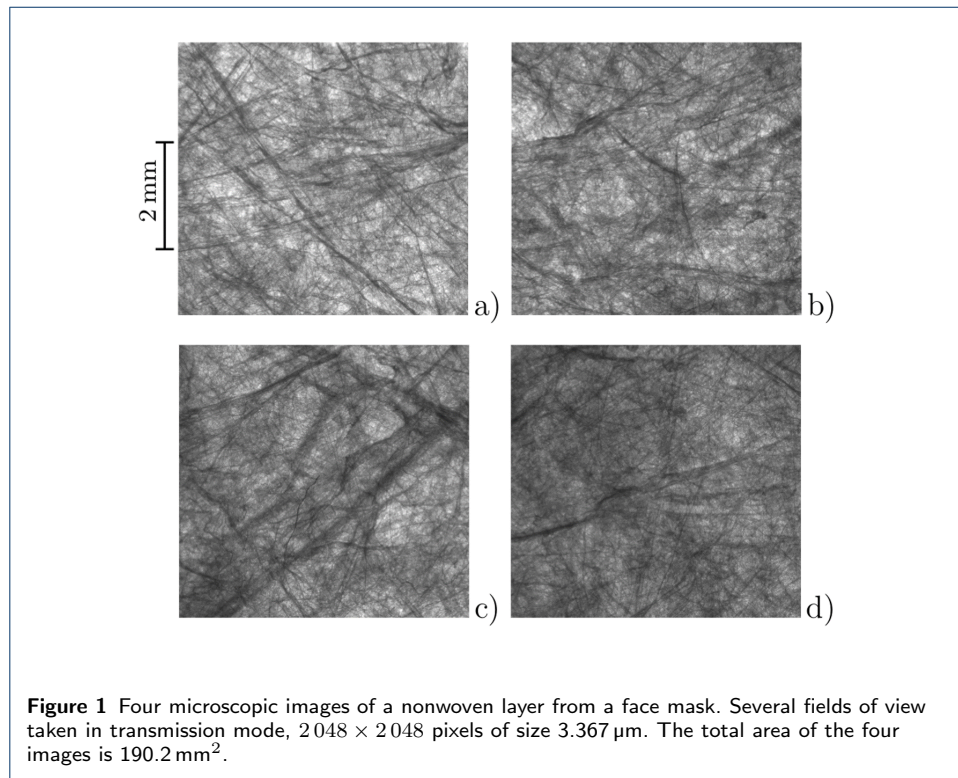 2 mm
a)
b)
c)
d)
Figure 1 Four microscopic images of a nonwoven layer from a face mask. Several fields of view
taken in transmission mode, 2 048 × 2 048 pixels of size 3.367 µm. The total area of the four
images is 190.2 mm².